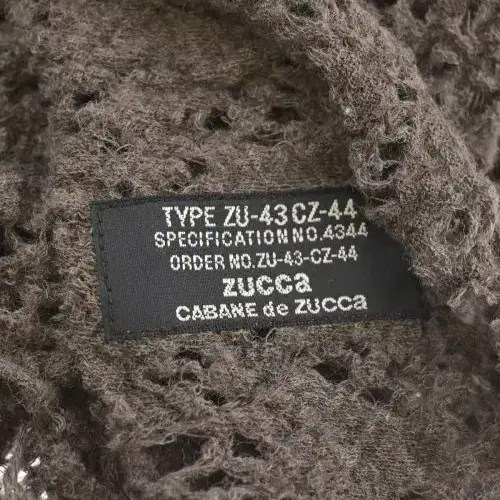 TYPE ZU-43 CZ-44
SPECIFICATION NO.4344
ORDER NO.ZU-43-CZ-44
zucca
CABANE de ZUCCa